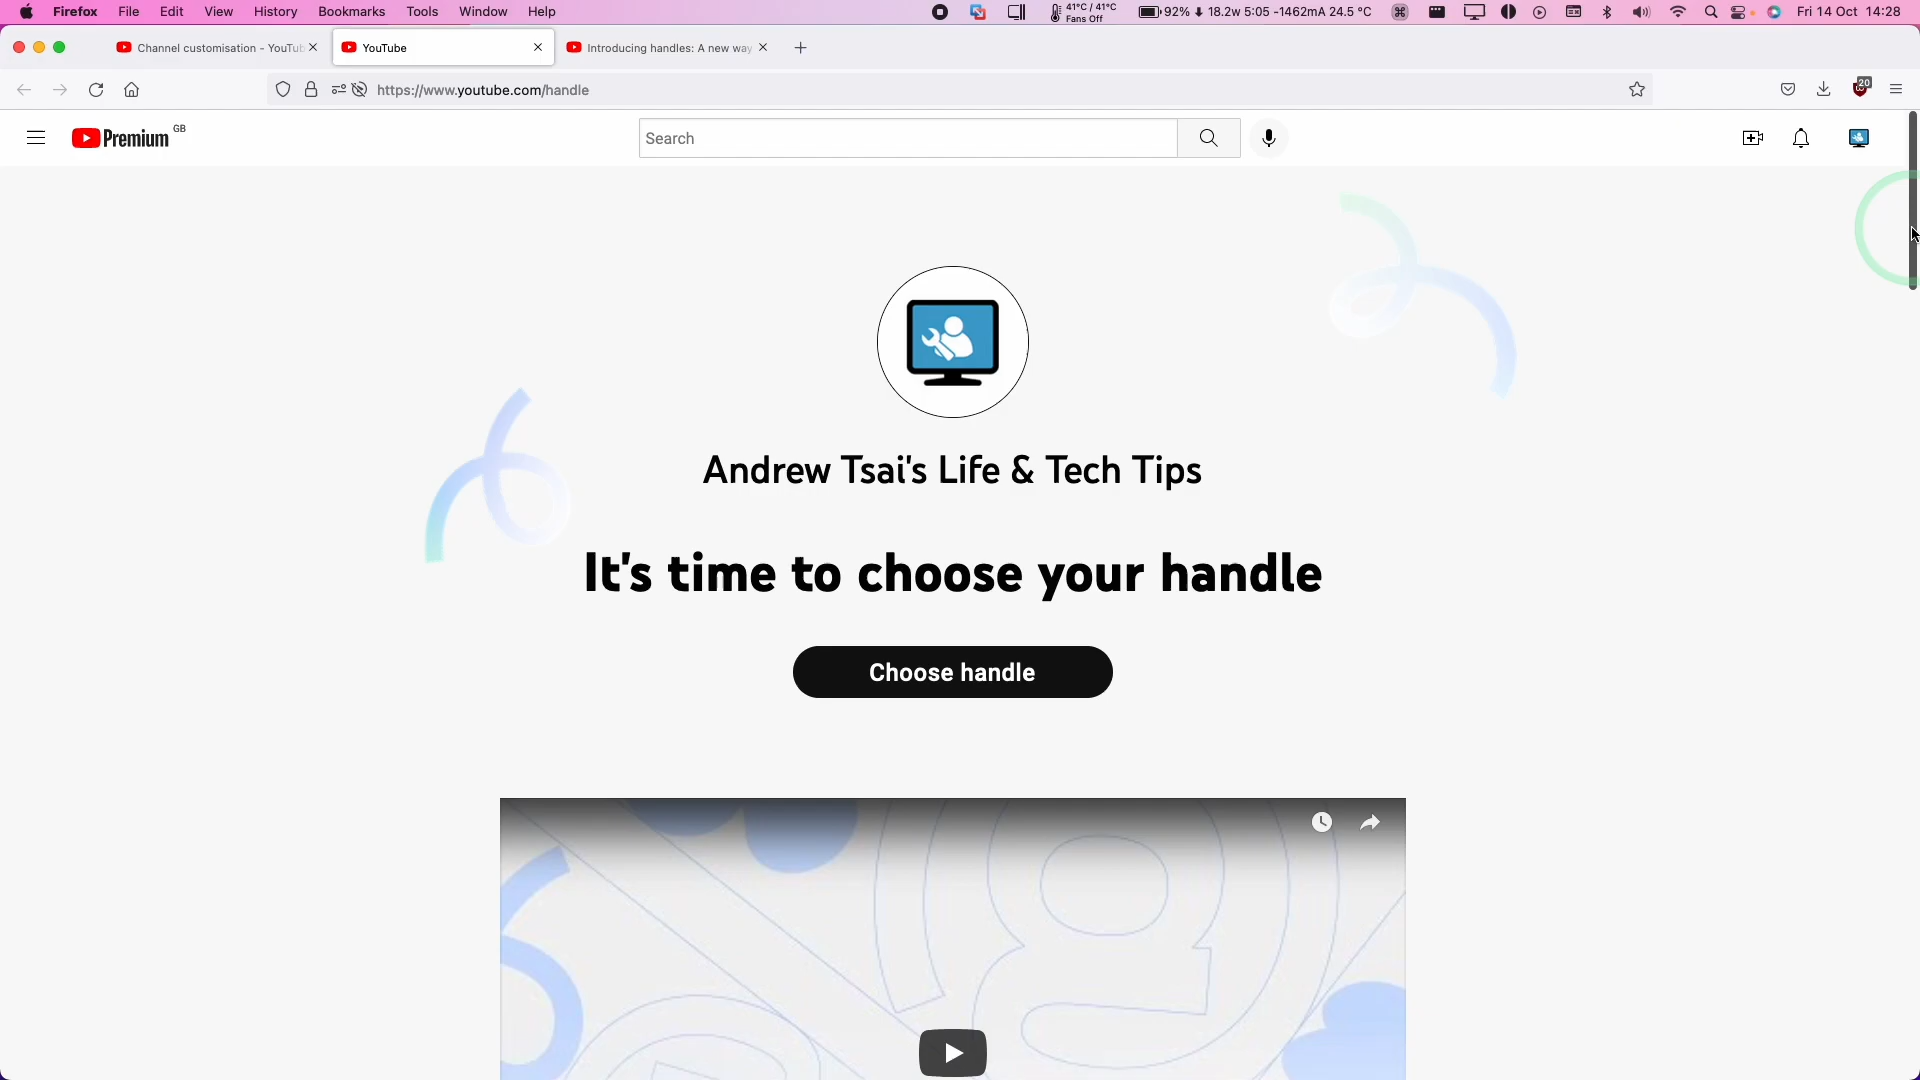 Firefox File Edit View History Bookmarks Tools Window Help
41°C / 41°C
Fans Off
92% 18.2w 5:05 -1462mA 24.5 °C
Fri 14 Oct 14:28
Channel customisation - YouTub
YouTube
Introducing handles: A new way
https://www.youtube.com/handle
20
Premium GB
Search
Andrew Tsai's Life & Tech Tips
It's time to choose your handle
Choose handle